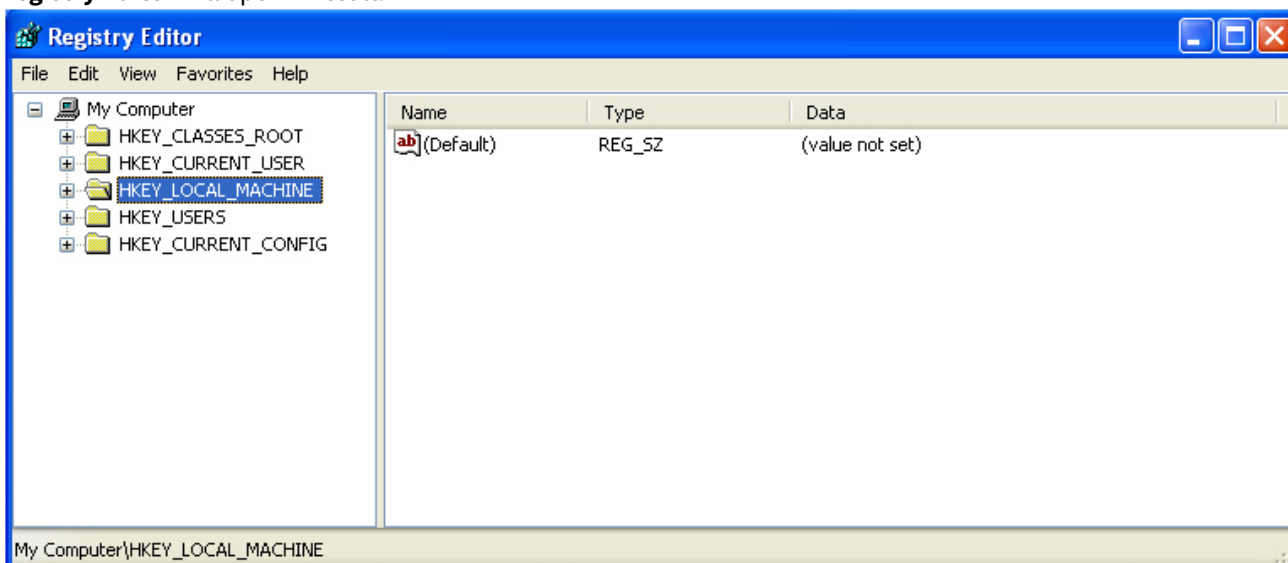 Registry Editor
File Edit View Favorites Help
My Computer
HKEY_CLASSES_ROOT
HKEY_CURRENT_USER
HKEY_LOCAL_MACHINE
HKEY_USERS
HKEY_CURRENT_CONFIG
Name Type Data
ab (Default) REG_SZ (value not set)
My Computer\HKEY_LOCAL_MACHINE